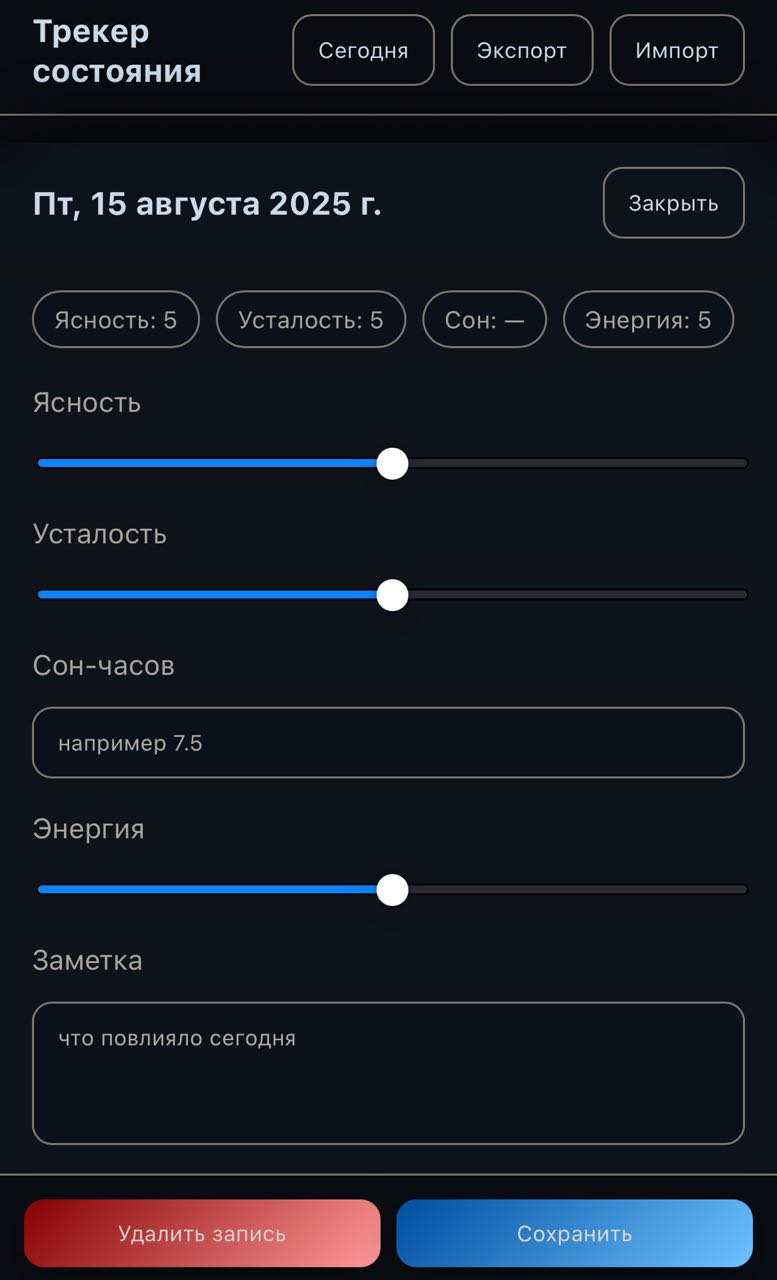 Трекер
состояния
Сегодня
Экспорт
Импорт
Пт, 15 августа 2025 г.
Закрыть
Ясность: 5
Усталость: 5
Сон: —
Энергия: 5
Ясность
Усталость
Сон-часов
например 7.5
Энергия
Заметка
что повлияло сегодня
Удалить запись
Сохранить